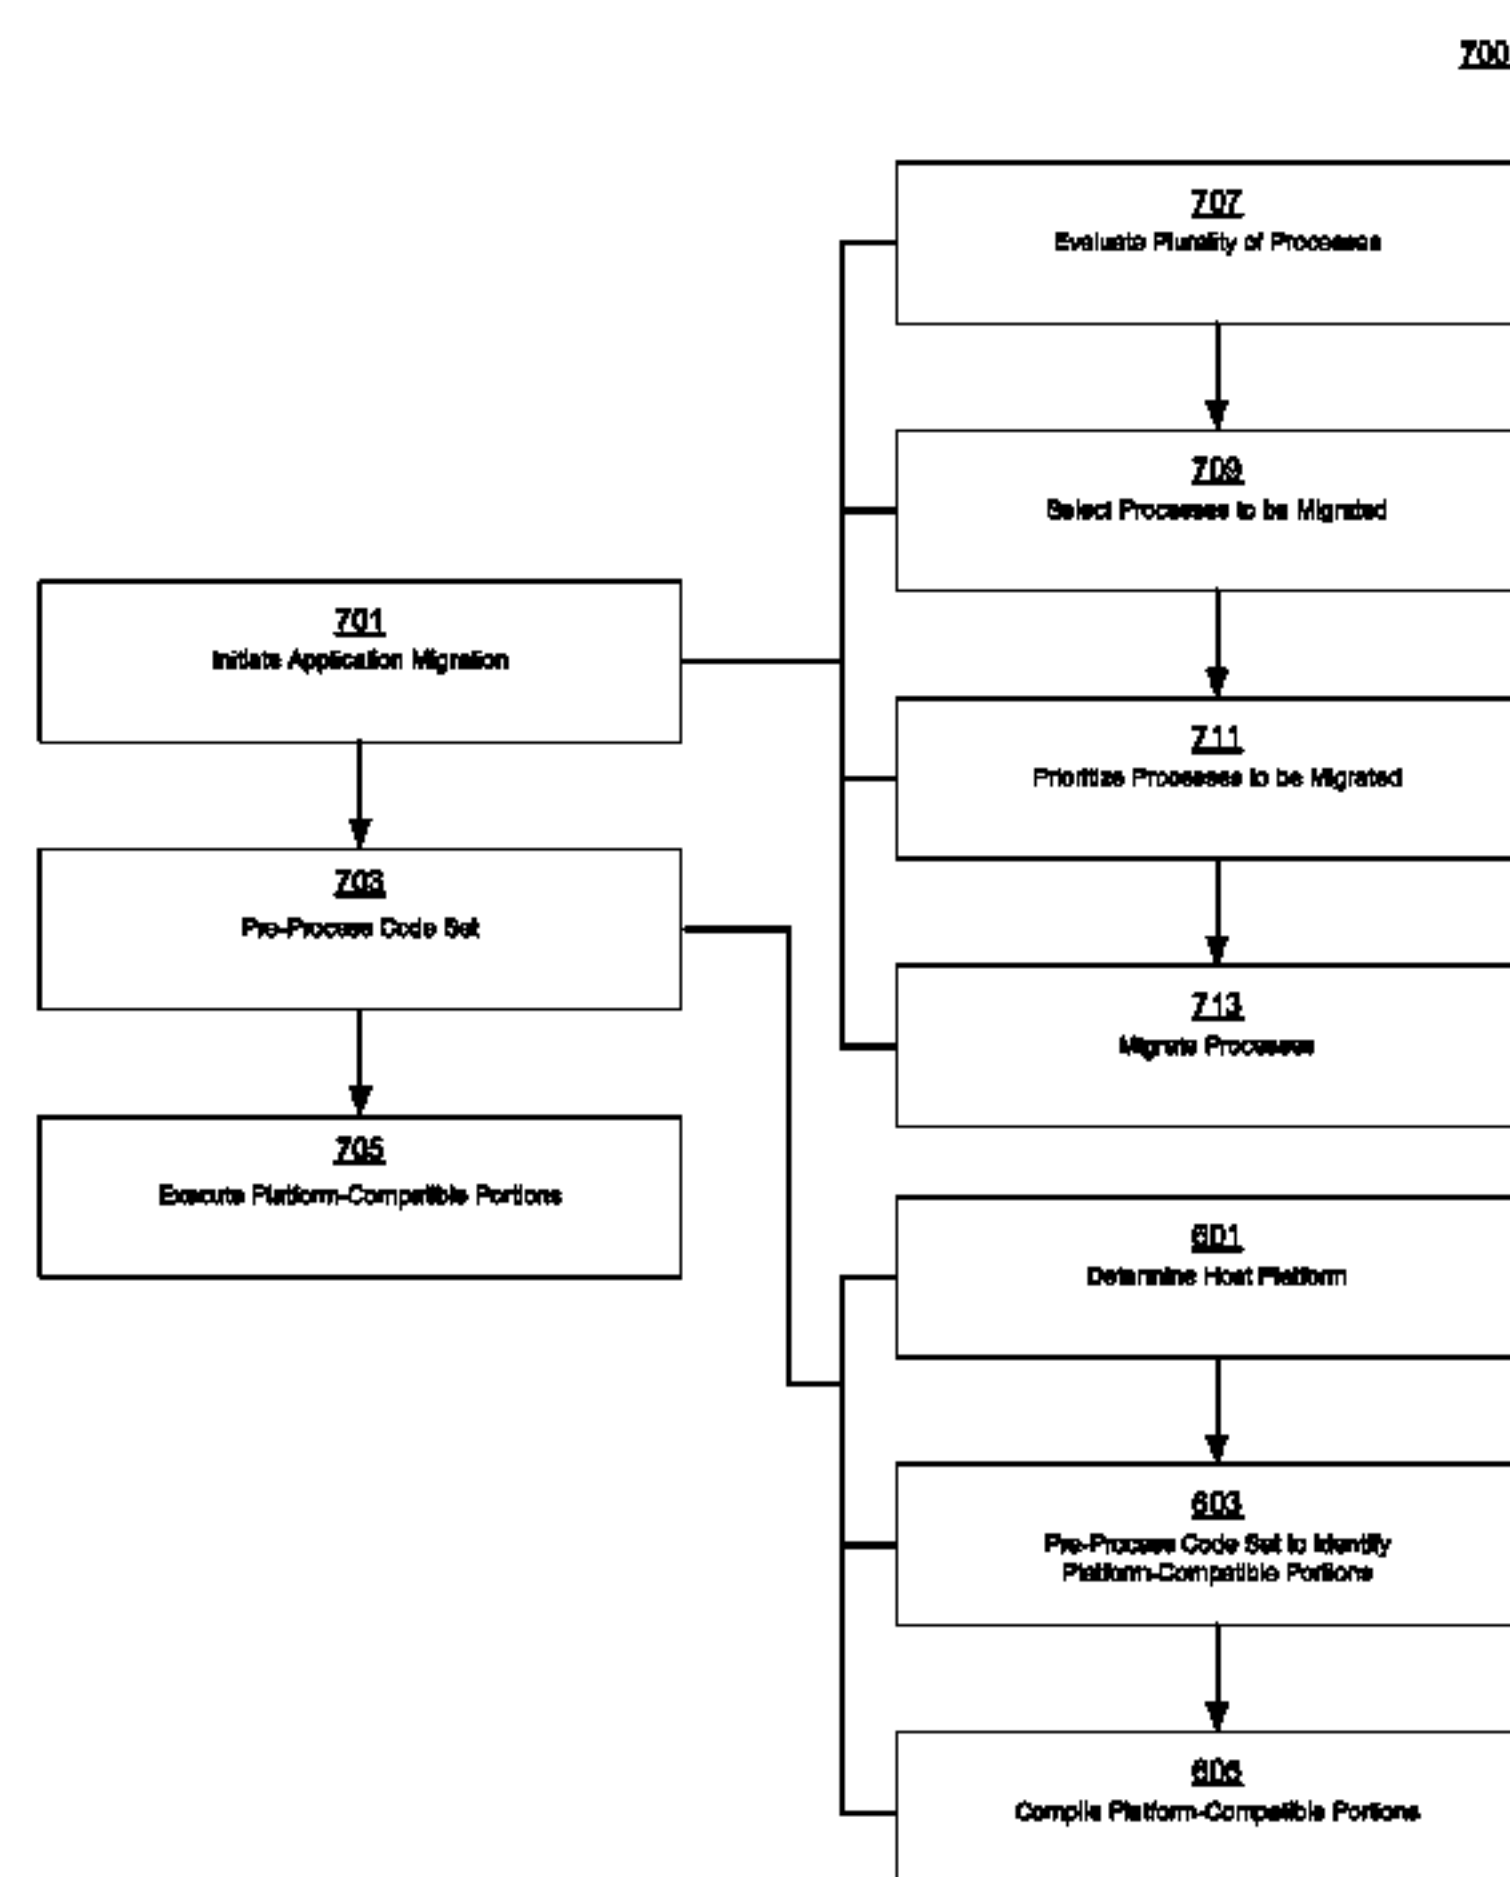 700
707
Evaluate Plurality of Processes
709
Select Processes to be Migrated
701
Initiate Application Migration
711
Prioritize Processes to be Migrated
703
Pre-Process Code Set
713
Migrate Processes
705
Execute Platform-Compatible Portions
601
Determine Host Platform
603
Pre-Process Code Set to Identify
Platform-Compatible Portions
605
Compile Platform-Compatible Portions